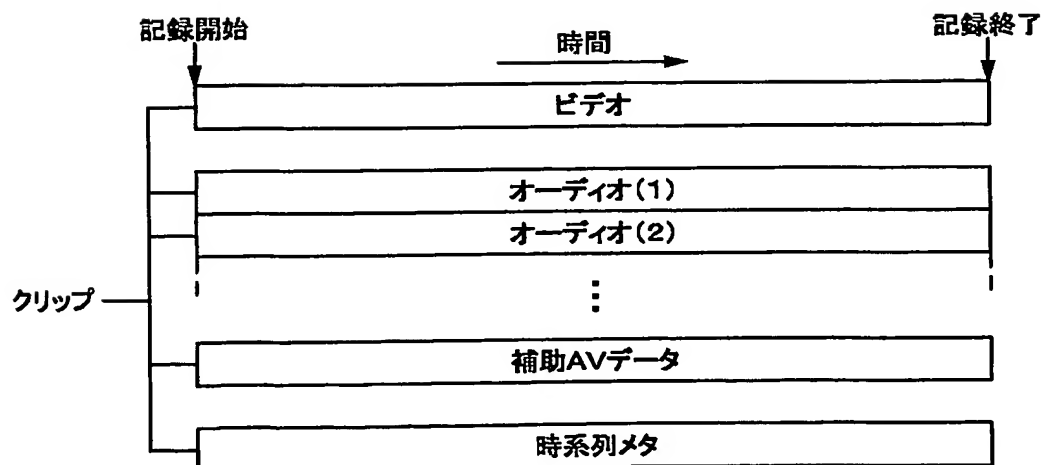 記録開始
時間
記録終了
ビデオ
オーディオ(1)
オーディオ(2)
クリップ
補助AVデータ
時系列メタ